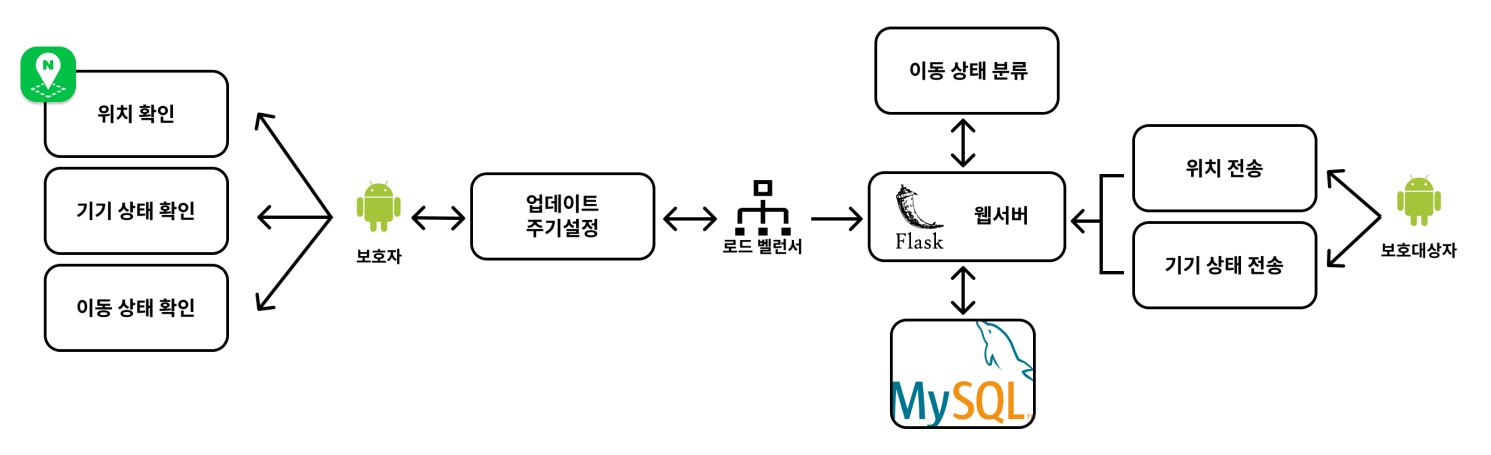 N
위치 확인
기기 상태 확인
이동 상태 확인
보호자
업데이트
주기설정
로드 벨런서
이동 상태 분류
Flask
웹서버
MySQL
위치 전송
기기 상태 전송
보호대상자